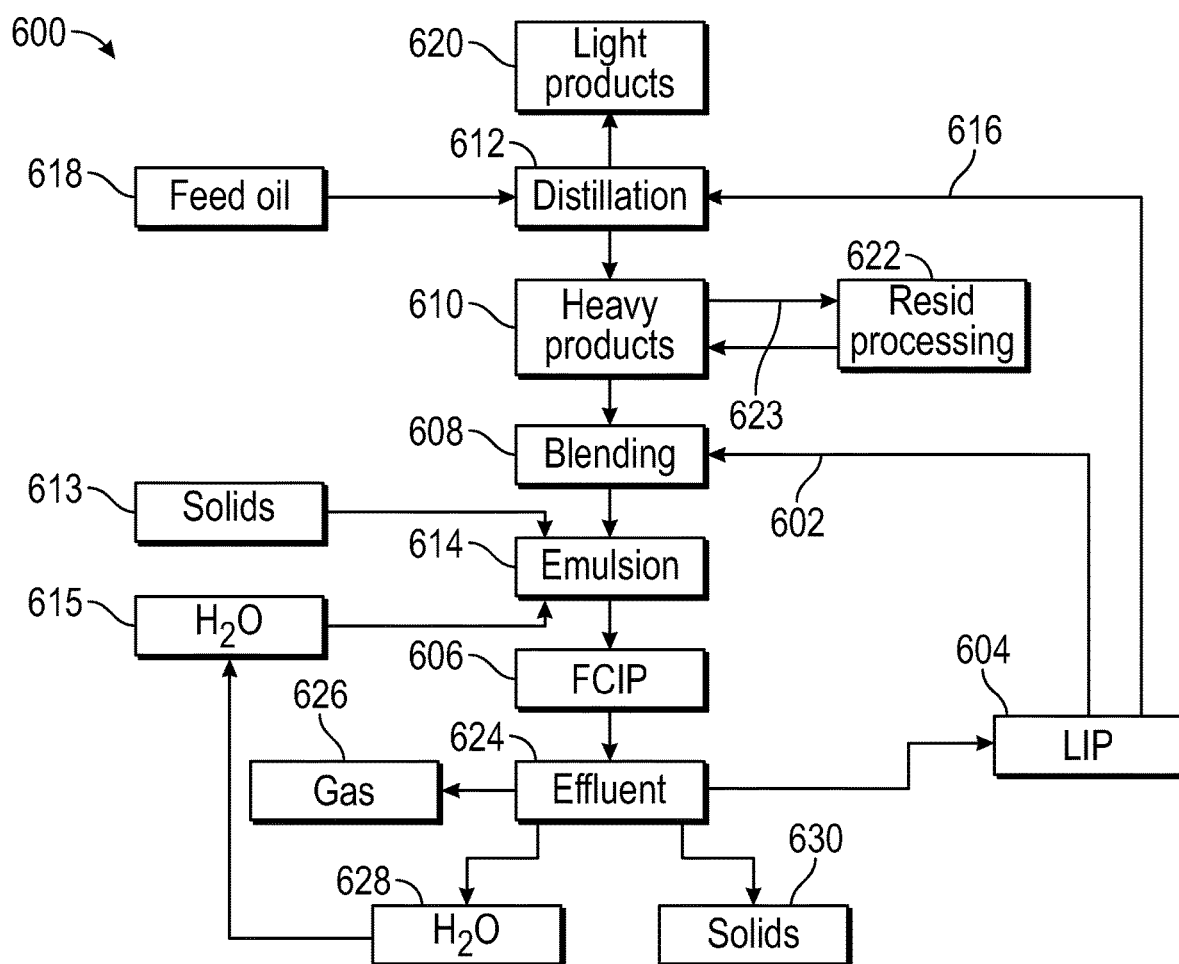 600
620
Light
products
612
616
618
Feed oil
Distillation
622
610
Heavy
products
Resid
processing
623
608
Blending
613
Solids
602
614
Emulsion
615
H₂O
606
FCIP
604
626
624
LIP
Gas
Effluent
630
628
H₂O
Solids